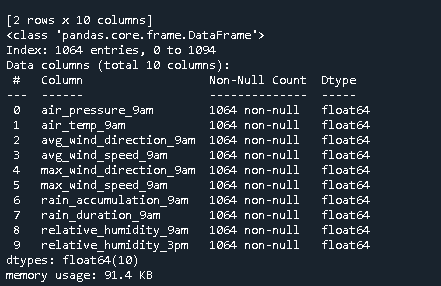 [2 rows x 10 columns]
<class 'pandas.core.frame.DataFrame'>
Index: 1064 entries, 0 to 1094
Data columns (total 10 columns):
 #   Column                 Non-Null Count  Dtype
---  ------                 --------------  -----
 0   air_pressure_9am       1064 non-null   float64
 1   air_temp_9am           1064 non-null   float64
 2   avg_wind_direction_9am 1064 non-null   float64
 3   avg_wind_speed_9am     1064 non-null   float64
 4   max_wind_direction_9am 1064 non-null   float64
 5   max_wind_speed_9am     1064 non-null   float64
 6   rain_accumulation_9am  1064 non-null   float64
 7   rain_duration_9am      1064 non-null   float64
 8   relative_humidity_9am  1064 non-null   float64
 9   relative_humidity_3pm  1064 non-null   float64
dtypes: float64(10)
memory usage: 91.4 KB